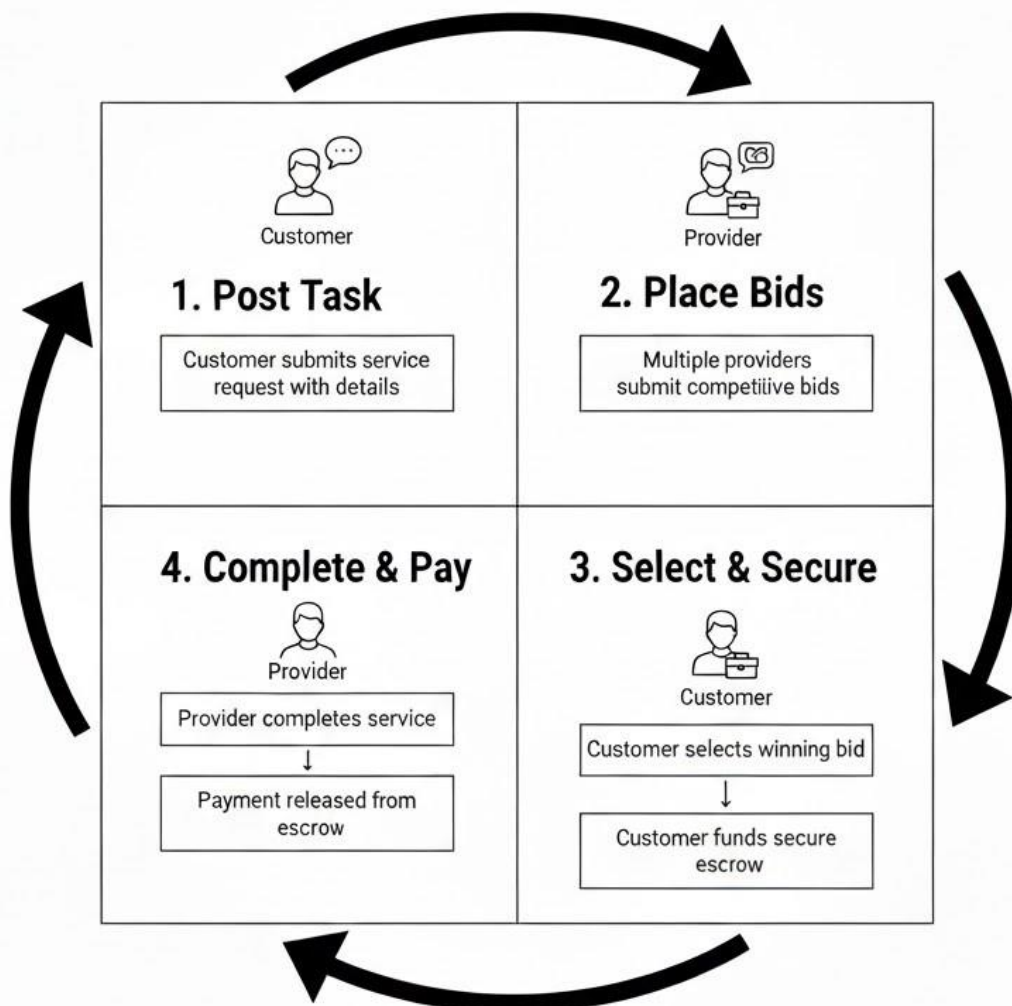 Customer
1. Post Task
Customer submits service
request with details
Provider
2. Place Bids
Multiple providers
submit competiiive bids
3. Select & Secure
Customer
Customer selects winning bid
↓
Customer funds secure
escrow
4. Complete & Pay
Provider
Provider completes service
↓
Payment released from
escrow